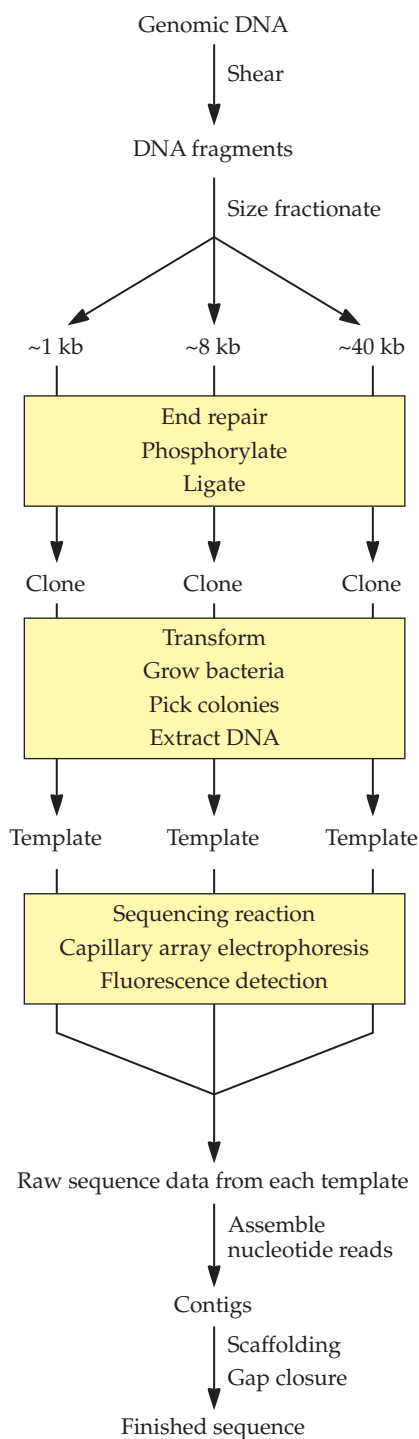 Genomic DNA
Shear
DNA fragments
Size fractionate
~1 kb
~8 kb
~40 kb
End repair
Phosphorylate
Ligate
Clone
Clone
Clone
Transform
Grow bacteria
Pick colonies
Extract DNA
Template
Template
Template
Sequencing reaction
Capillary array electrophoresis
Fluorescence detection
Raw sequence data from each template
Assemble
nucleotide reads
Contigs
Scaffolding
Gap closure
Finished sequence